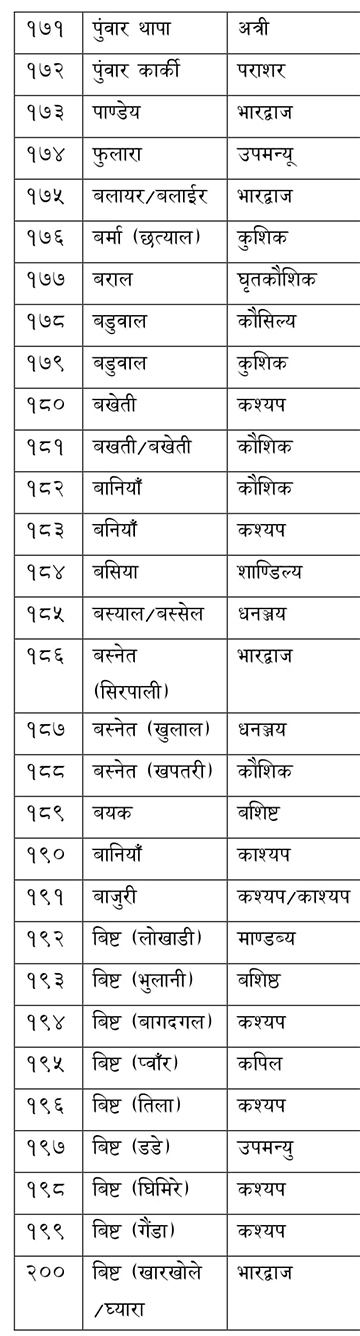 १७१ पुंवार थापा अत्री
१७२ पुंवार कार्की पराशर
१७३ पाण्डेय भारद्वाज
१७४ फुलारा उपमन्यू
१७५ बलायर/बलाईर भारद्वाज
१७६ बर्मा (छत्याल) कुशिक
१७७ बराल घृतकौशिक
१७८ बडुवाल कौसिल्य
१७९ बडुवाल कुशिक
१८० बखेती कश्यप
१८१ बखती/बखेती कौशिक
१८२ बानियाँ कौशिक
१८३ बनियाँ कश्यप
१८४ बसिया शाण्डिल्य
१८५ बस्याल/बस्सेल धनञ्जय
१८६ बस्नेत भारद्वाज
(सिरपाली)
१८७ बस्नेत (खुलाल) धनञ्जय
१८८ बस्नेत (खपतरी) कौशिक
१८९ बयक बशिष्ट
१९० बानियाँ काश्यप
१९१ बाजुरी कश्यप/काश्यप
१९२ बिष्ट (लोखाडी) माण्डव्य
१९३ बिष्ट (भुलानी) बशिष्ठ
१९४ बिष्ट (बागदगल) कश्यप
१९५ बिष्ट (प्वाँर) कपिल
१९६ बिष्ट (तिला) कश्यप
१९७ बिष्ट (डडे) उपमन्यु
१९८ बिष्ट (घिमिरे) कश्यप
१९९ बिष्ट (गैंडा) कश्यप
२०० बिष्ट (खारखोले भारद्वाज
/घ्यारा